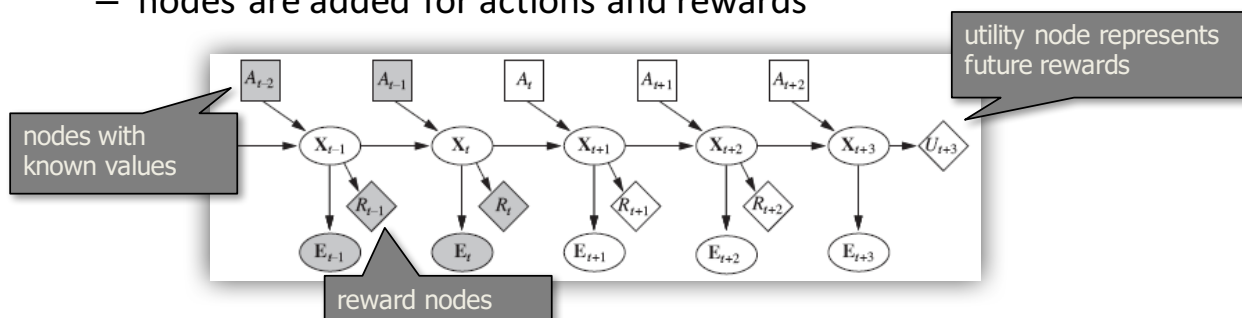 – nodes are added for actions and rewards
utility node represents
future rewards
A_{t–2} A_{t–1} A_t A_{t+1} A_{t+2}
nodes with
known values
X_{t–1} X_t X_{t+1} X_{t+2} X_{t+3} U_{t+3}
R_{t–1} R_t R_{t+1} R_{t+2}
E_{t–1} E_t E_{t+1} E_{t+2} E_{t+3}
reward nodes